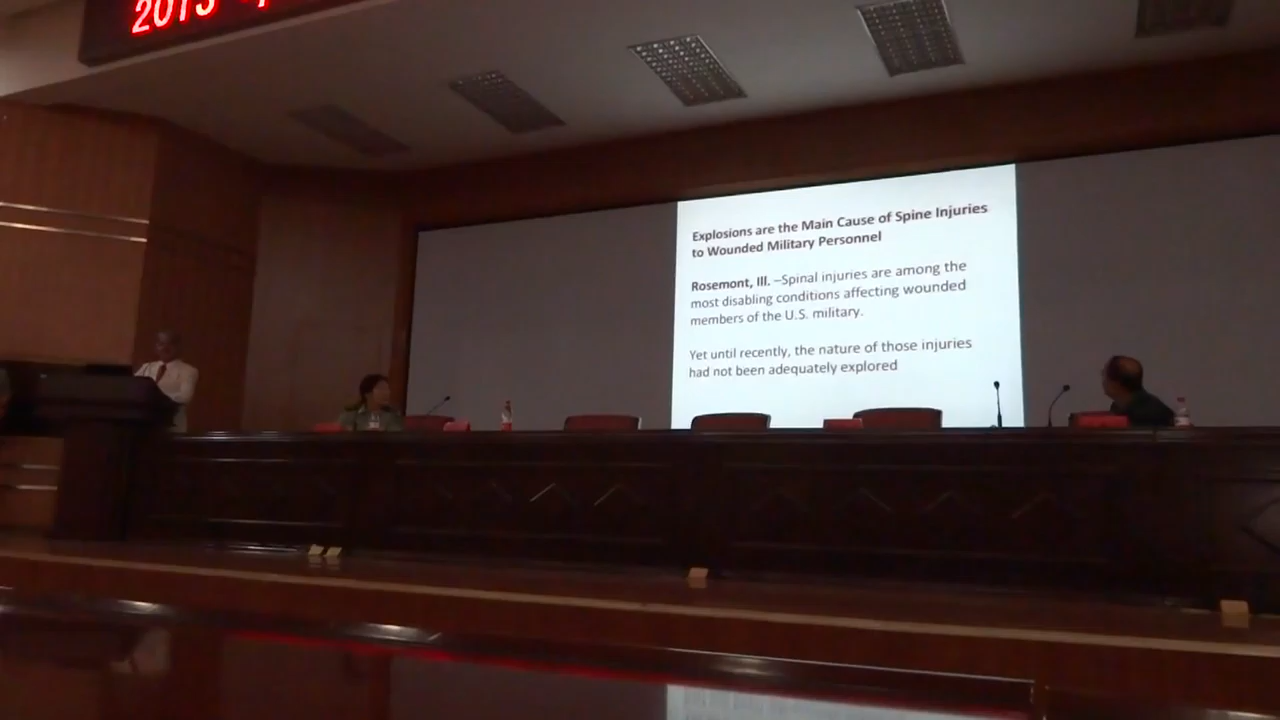 2015
Explosions are the Main Cause of Spine Injuries
to Wounded Military Personnel
Rosemont, Ill. –Spinal injuries are among the
most disabling conditions affecting wounded
members of the U.S. military.
Yet until recently, the nature of those injuries
had not been adequately explored